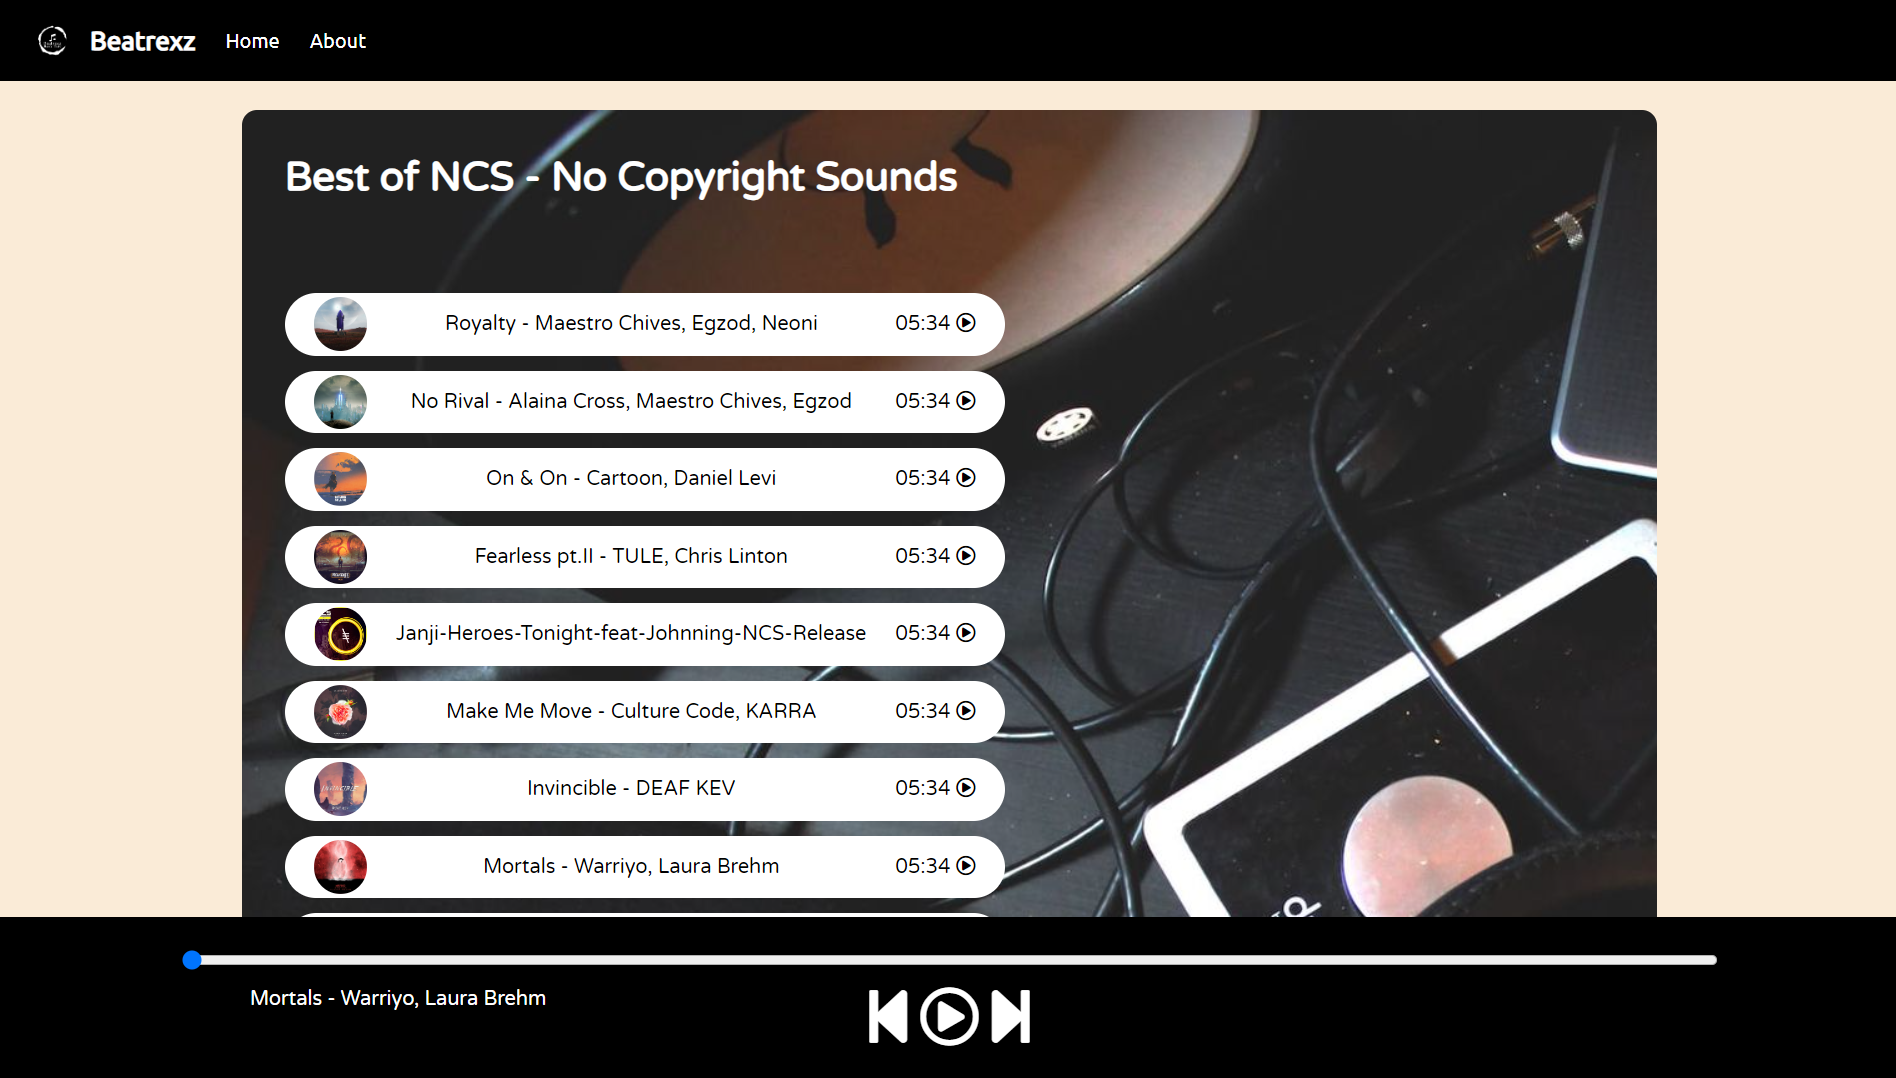 Beatrexz Home About
Best of NCS - No Copyright Sounds
Royalty - Maestro Chives, Egzod, Neoni 05:34
No Rival - Alaina Cross, Maestro Chives, Egzod 05:34
On & On - Cartoon, Daniel Levi 05:34
Fearless pt.II - TULE, Chris Linton 05:34
Janji-Heroes-Tonight-feat-Johnning-NCS-Release 05:34
Make Me Move - Culture Code, KARRA 05:34
INVINCIBLE
Invincible - DEAF KEV 05:34
Mortals - Warriyo, Laura Brehm 05:34
YAMAHA
Mortals - Warriyo, Laura Brehm